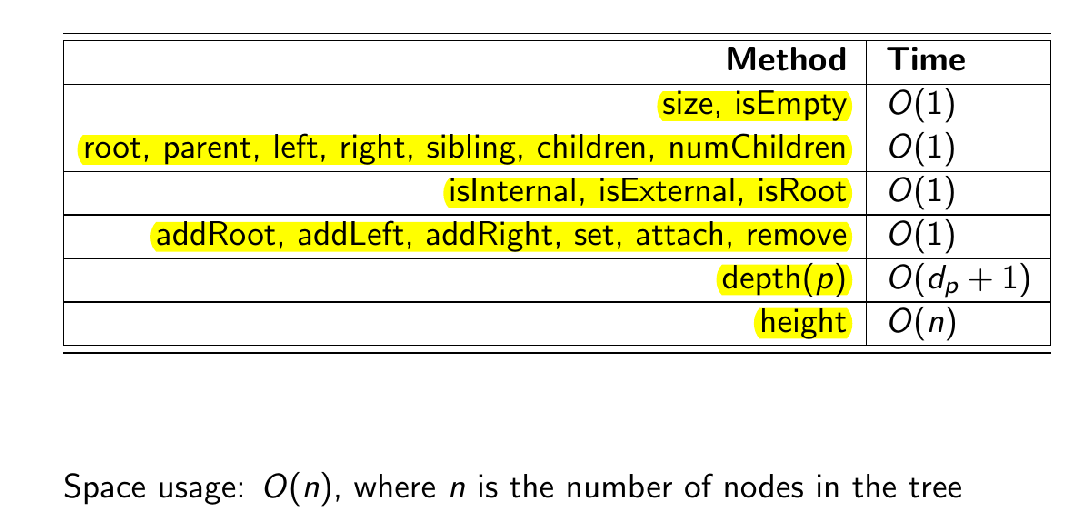 Method Time
size, isEmpty O(1)
root, parent, left, right, sibling, children, numChildren O(1)
isInternal, isExternal, isRoot O(1)
addRoot, addLeft, addRight, set, attach, remove O(1)
depth(p) O(dₚ + 1)
height O(n)
Space usage: O(n), where n is the number of nodes in the tree